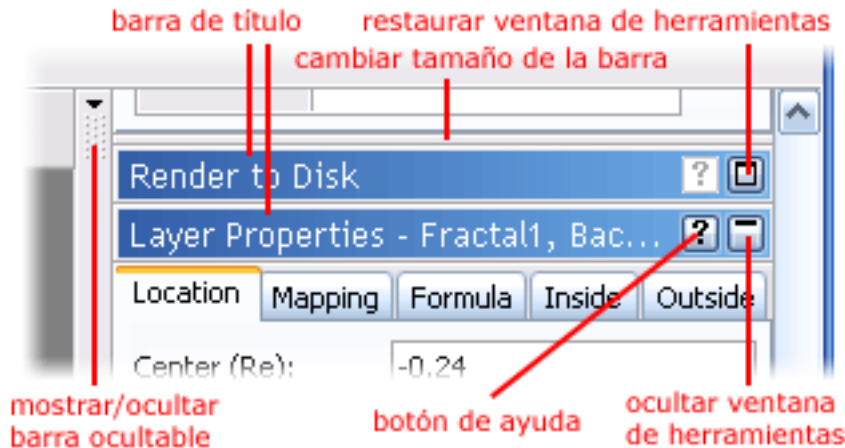 barra de título
restaurar ventana de herramientas
cambiar tamaño de la barra
Render to Disk
?
Layer Properties - Fractal1, Bac...
?
Location Mapping Formula Inside Outside
Center (Re): -0.24
mostrar/ocultar
barra ocultable
botón de ayuda
ocultar ventana
de herramientas